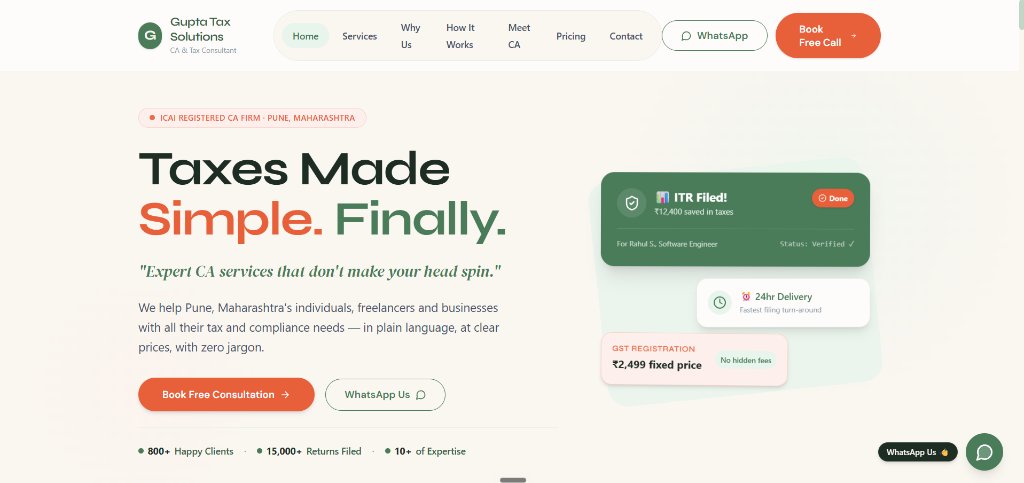 G
Gupta Tax
Solutions
CA & Tax Consultant
Home
Services
Why
Us
How It
Works
Meet
CA
Pricing
Contact
WhatsApp
Book
Free Call →
ICAI REGISTERED CA FIRM · PUNE, MAHARASHTRA
Taxes Made
Simple. Finally.
"Expert CA services that don't make your head spin."
We help Pune, Maharashtra's individuals, freelancers and businesses
with all their tax and compliance needs — in plain language, at clear
prices, with zero jargon.
Book Free Consultation →
WhatsApp Us
800+ Happy Clients · 15,000+ Returns Filed · 10+ of Expertise
📊 ITR Filed!
₹12,400 saved in taxes
Done
For Rahul S., Software Engineer
Status: Verified ✓
⏰ 24hr Delivery
Fastest filing turn-around
GST REGISTRATION
₹2,499 fixed price
No hidden fees
WhatsApp Us 👋